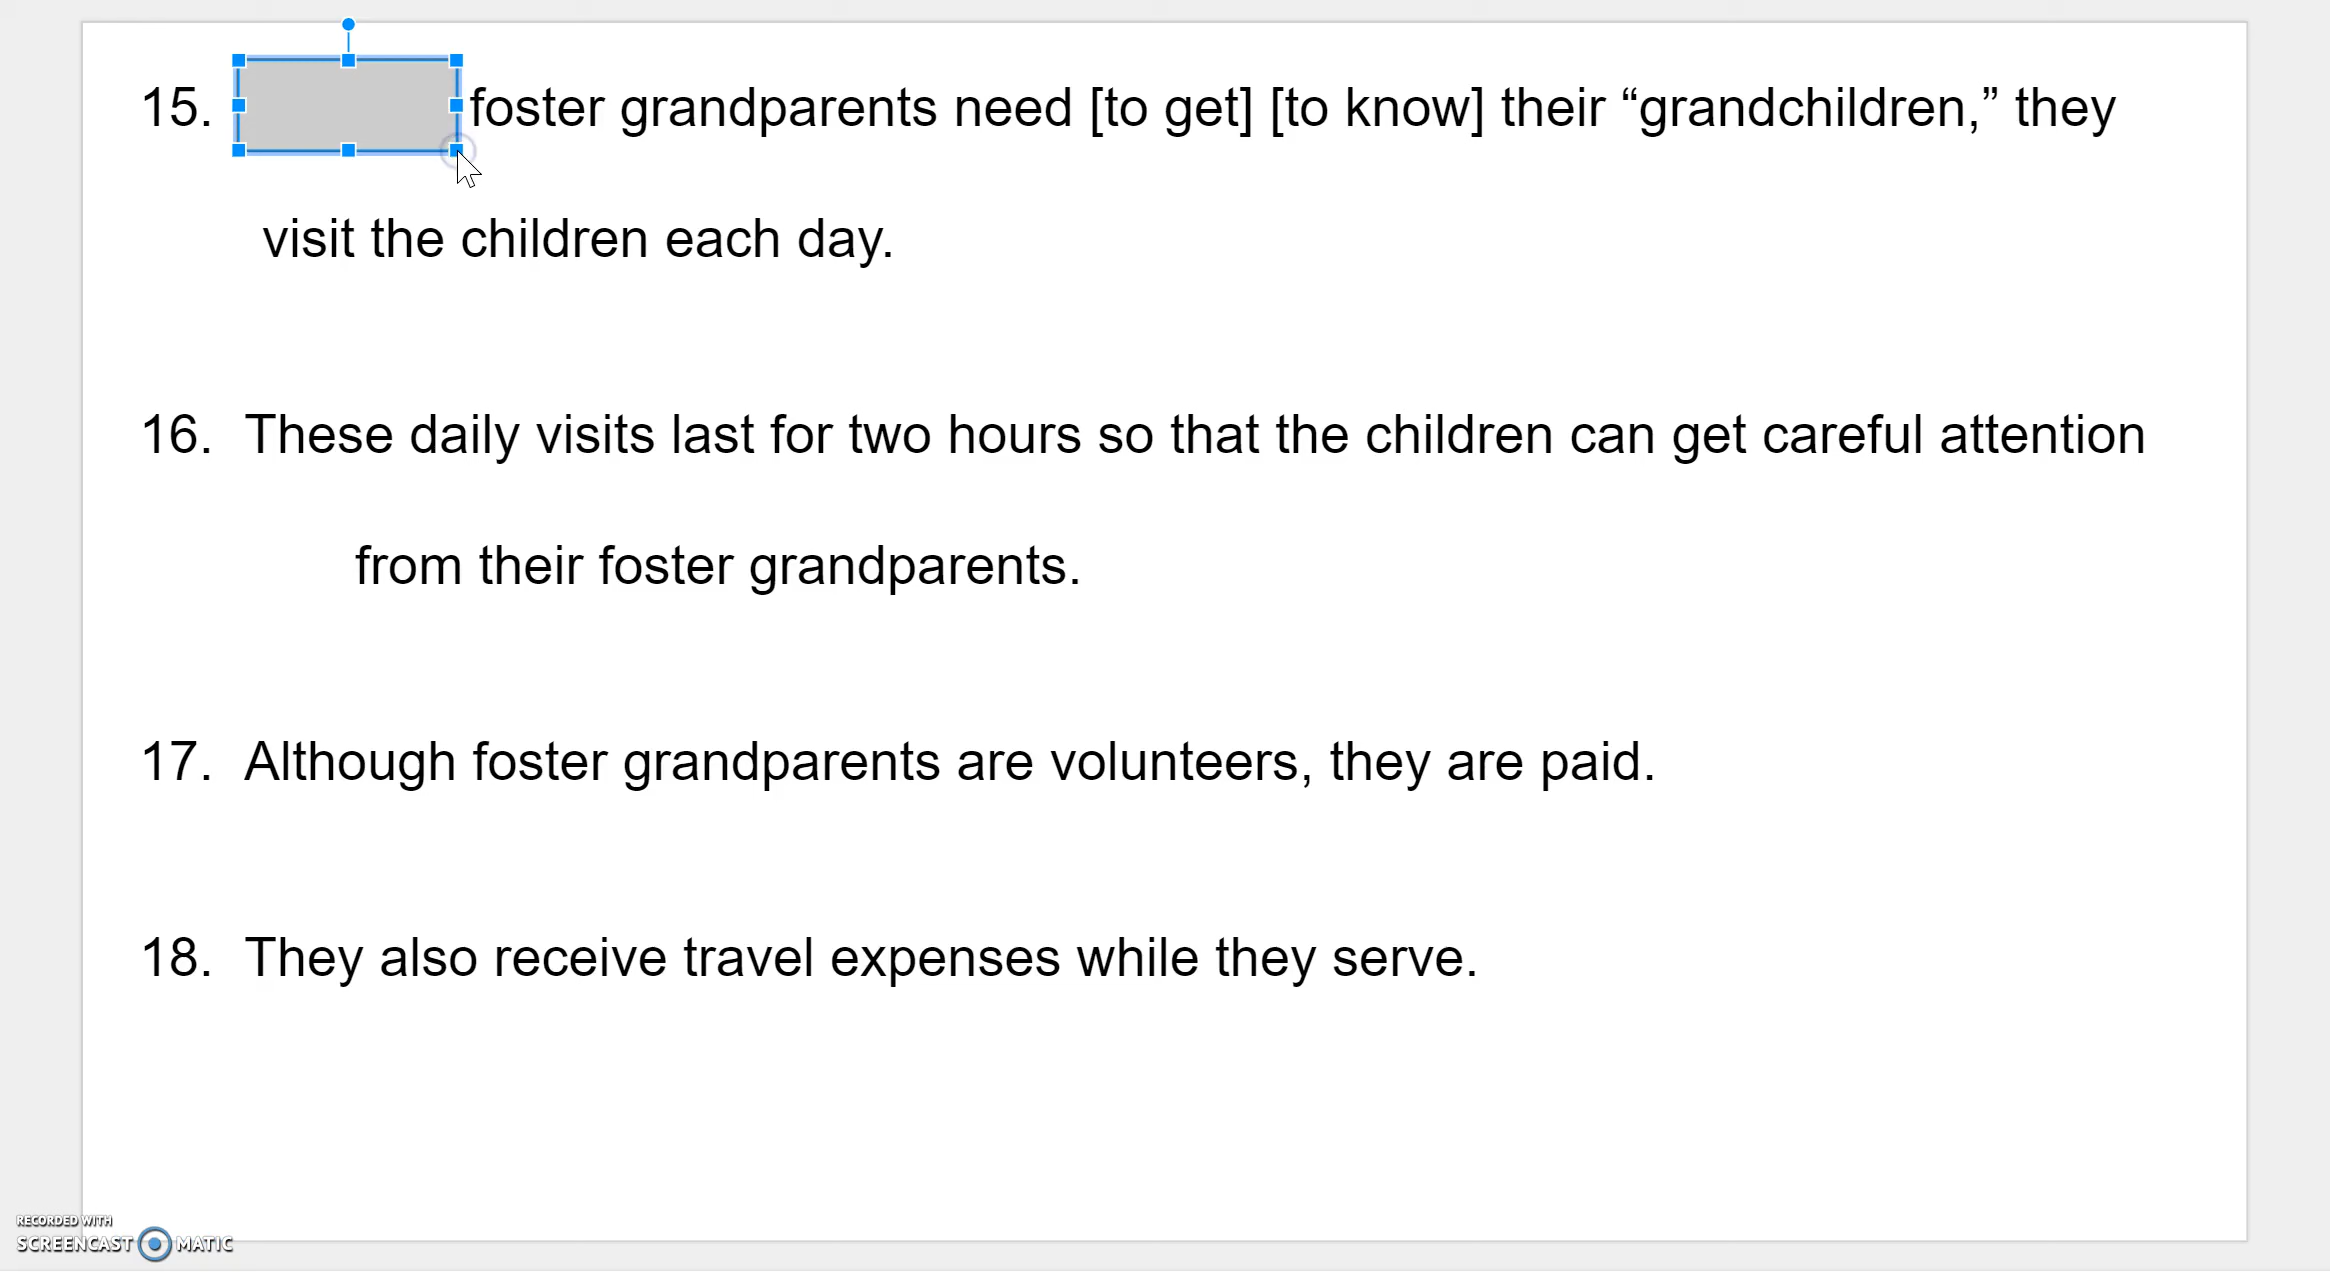 15. foster grandparents need [to get] [to know] their “grandchildren,” they
visit the children each day.
16. These daily visits last for two hours so that the children can get careful attention
from their foster grandparents.
17. Although foster grandparents are volunteers, they are paid.
18. They also receive travel expenses while they serve.
RECORDED WITH
SCREENCAST MATIC